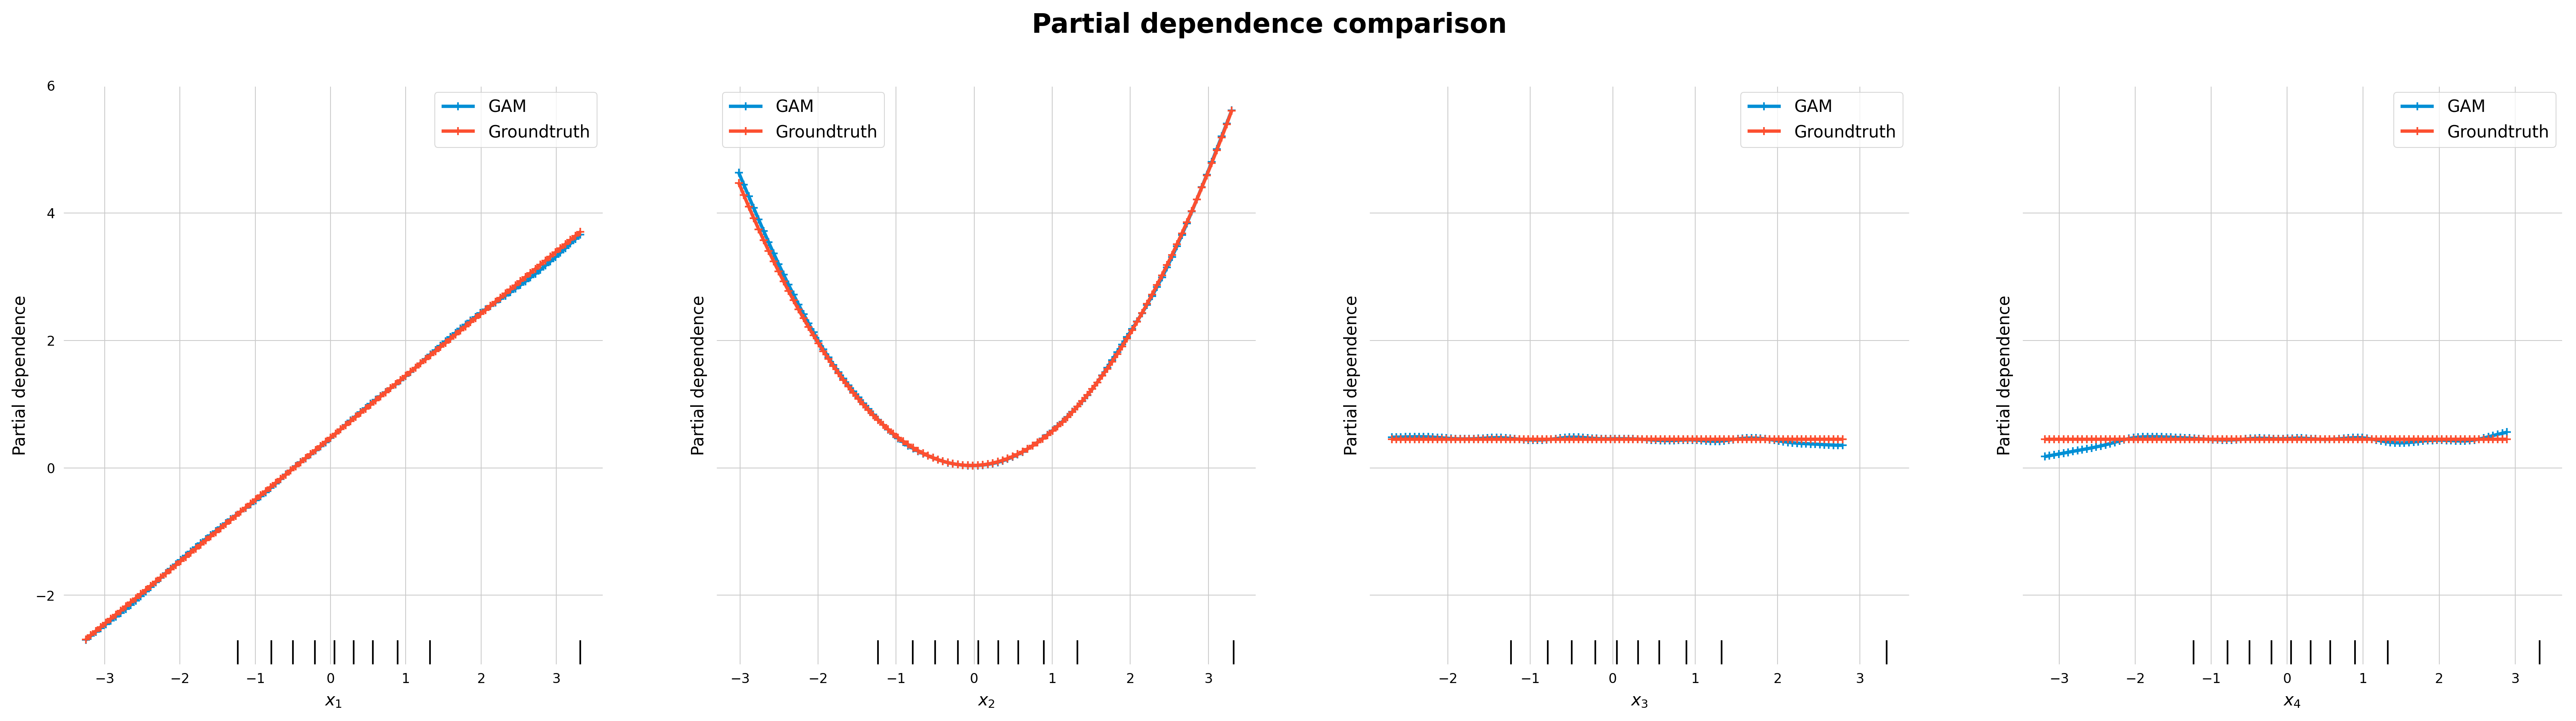 Partial dependence comparison
Partial dependence
6
4
2
0
−2
GAM
Groundtruth
−3 −2 −1 0 1 2 3
x1
Partial dependence
GAM
Groundtruth
−3 −2 −1 0 1 2 3
x2
Partial dependence
GAM
Groundtruth
−2 −1 0 1 2 3
x3
Partial dependence
GAM
Groundtruth
−3 −2 −1 0 1 2 3
x4